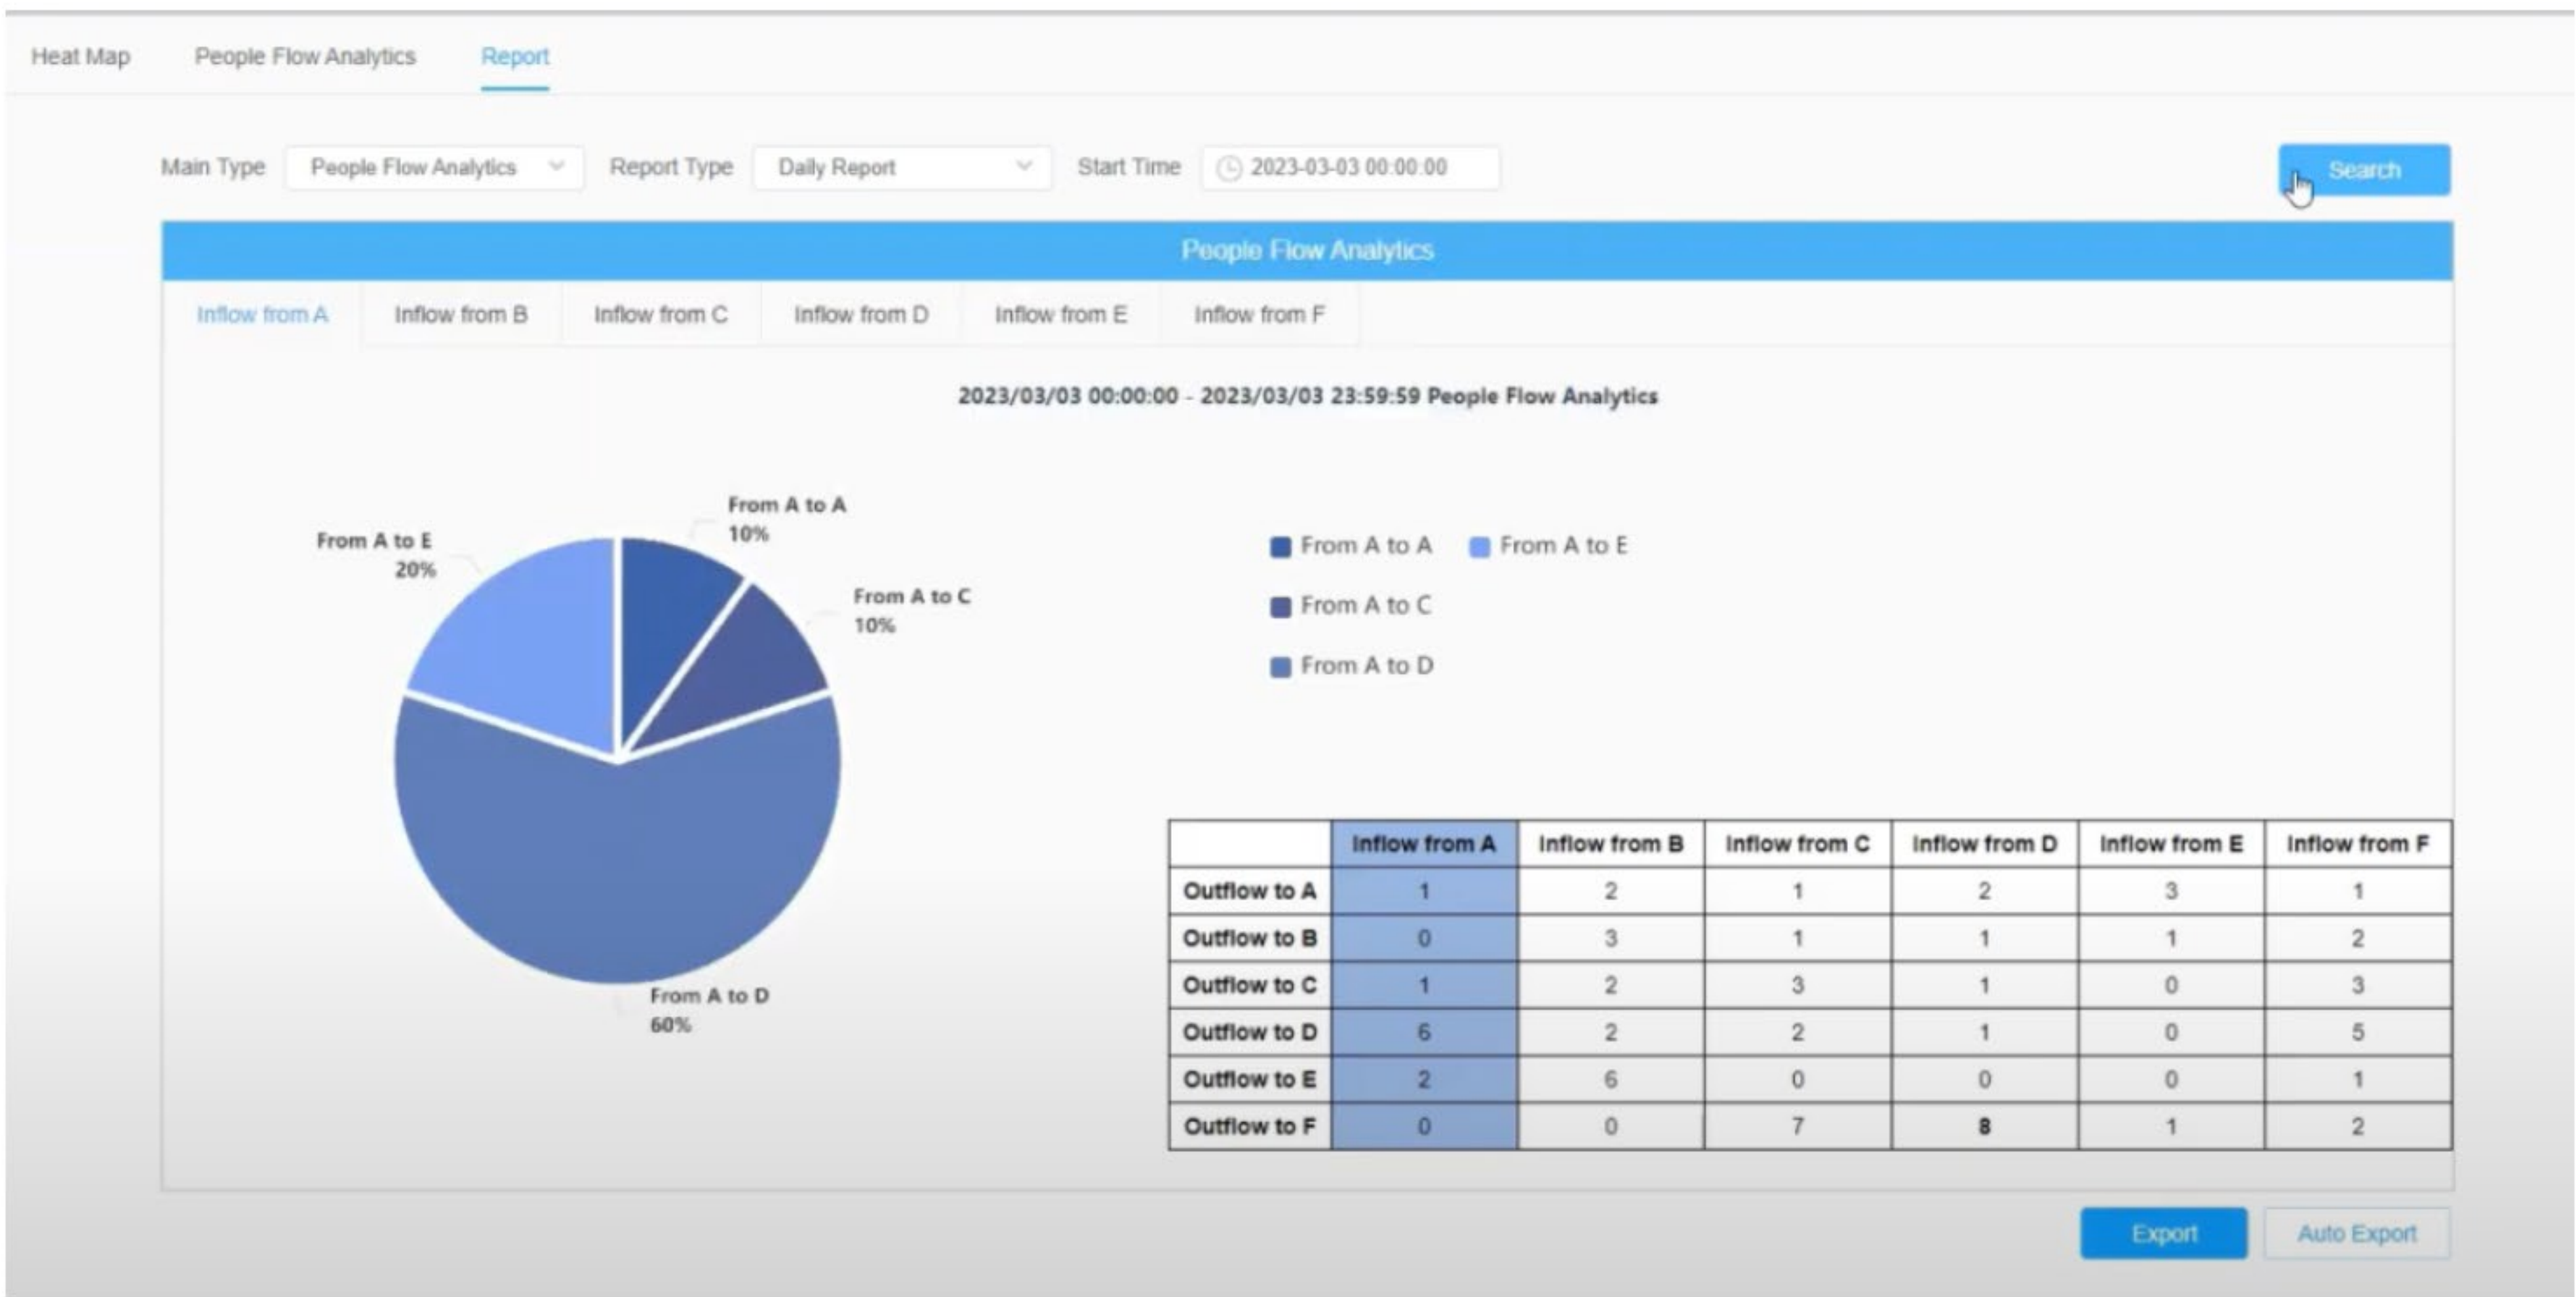 Heat Map People Flow Analytics Report
Main Type People Flow Analytics Report Type Daily Report Start Time 2023-03-03 00:00:00 Search
People Flow Analytics
Inflow from A Inflow from B Inflow from C Inflow from D Inflow from E Inflow from F
2023/03/03 00:00:00 - 2023/03/03 23:59:59 People Flow Analytics
From A to A
10%
From A to E
20%
From A to C
10%
From A to D
60%
From A to A From A to E
From A to C
From A to D
Inflow from A Inflow from B Inflow from C Inflow from D Inflow from E Inflow from F
Outflow to A 1 2 1 2 3 1
Outflow to B 0 3 1 1 1 2
Outflow to C 1 2 3 1 0 3
Outflow to D 6 2 2 1 0 5
Outflow to E 2 6 0 0 0 1
Outflow to F 0 0 7 8 1 2
Export Auto Export